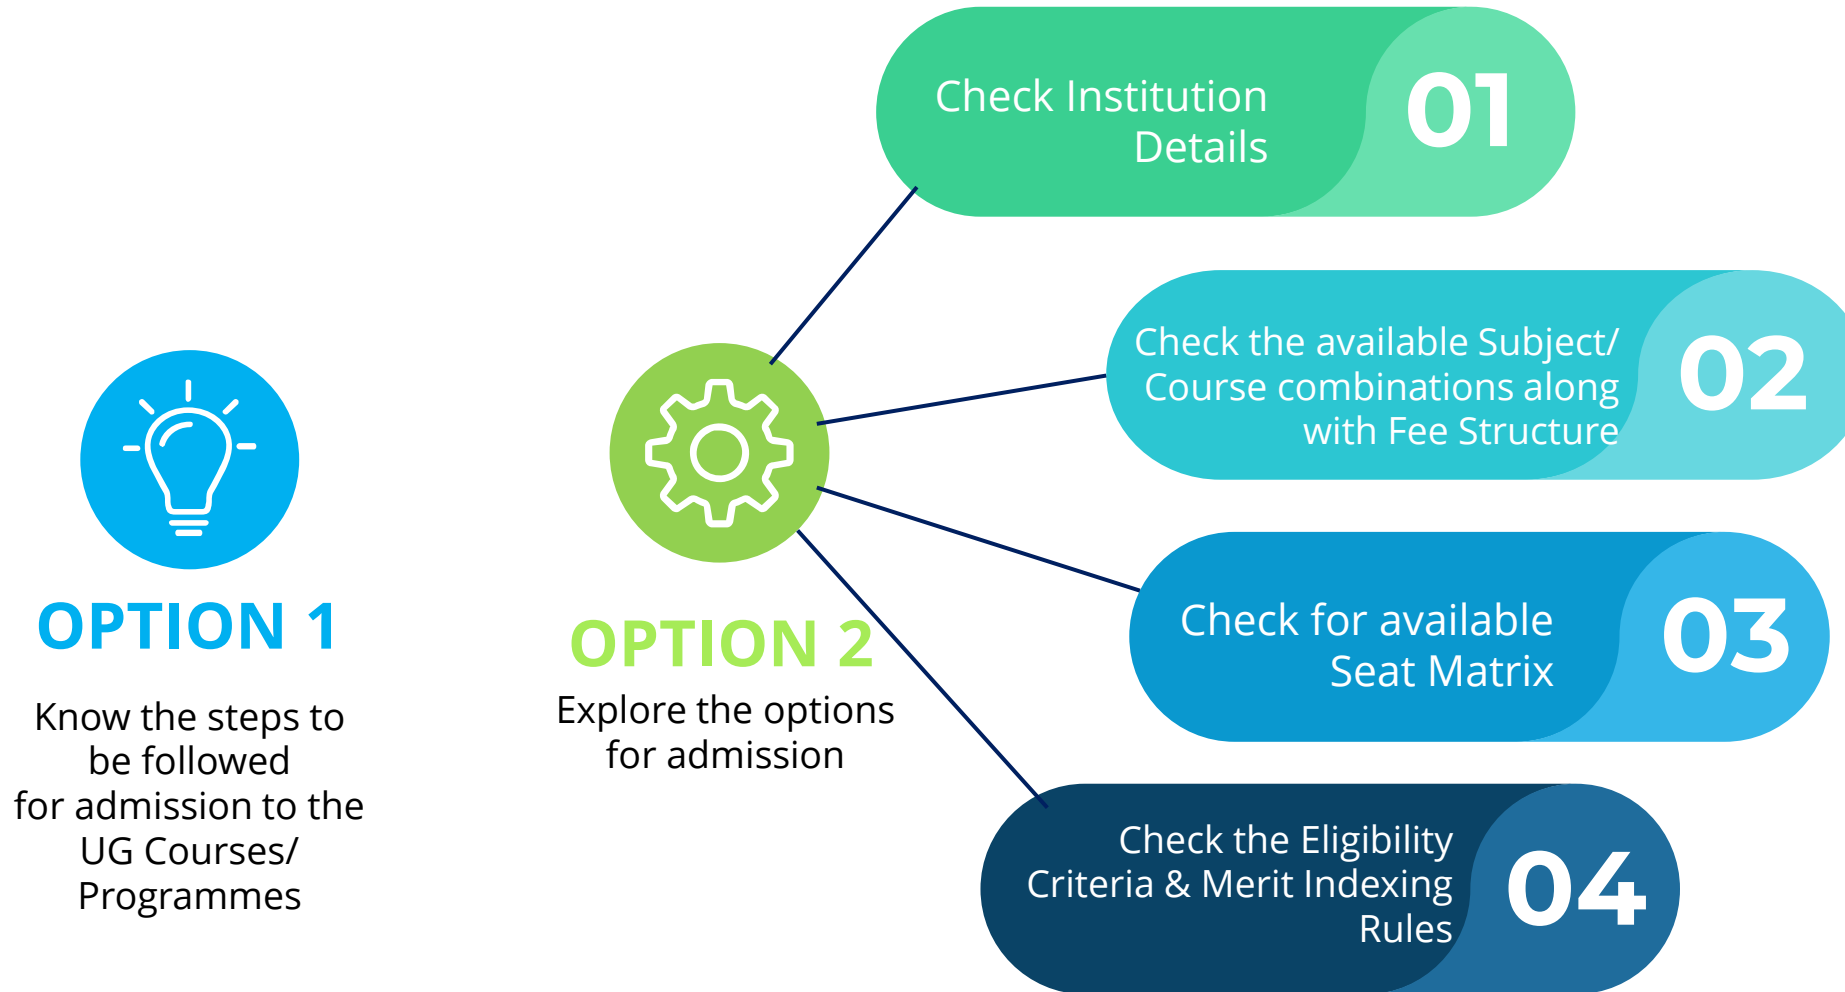 OPTION 1
Know the steps to
be followed
for admission to the
UG Courses/
Programmes
OPTION 2
Explore the options
for admission
Check Institution
Details
01
Check the available Subject/
Course combinations along
with Fee Structure
02
Check for available
Seat Matrix
03
Check the Eligibility
Criteria & Merit Indexing
Rules
04